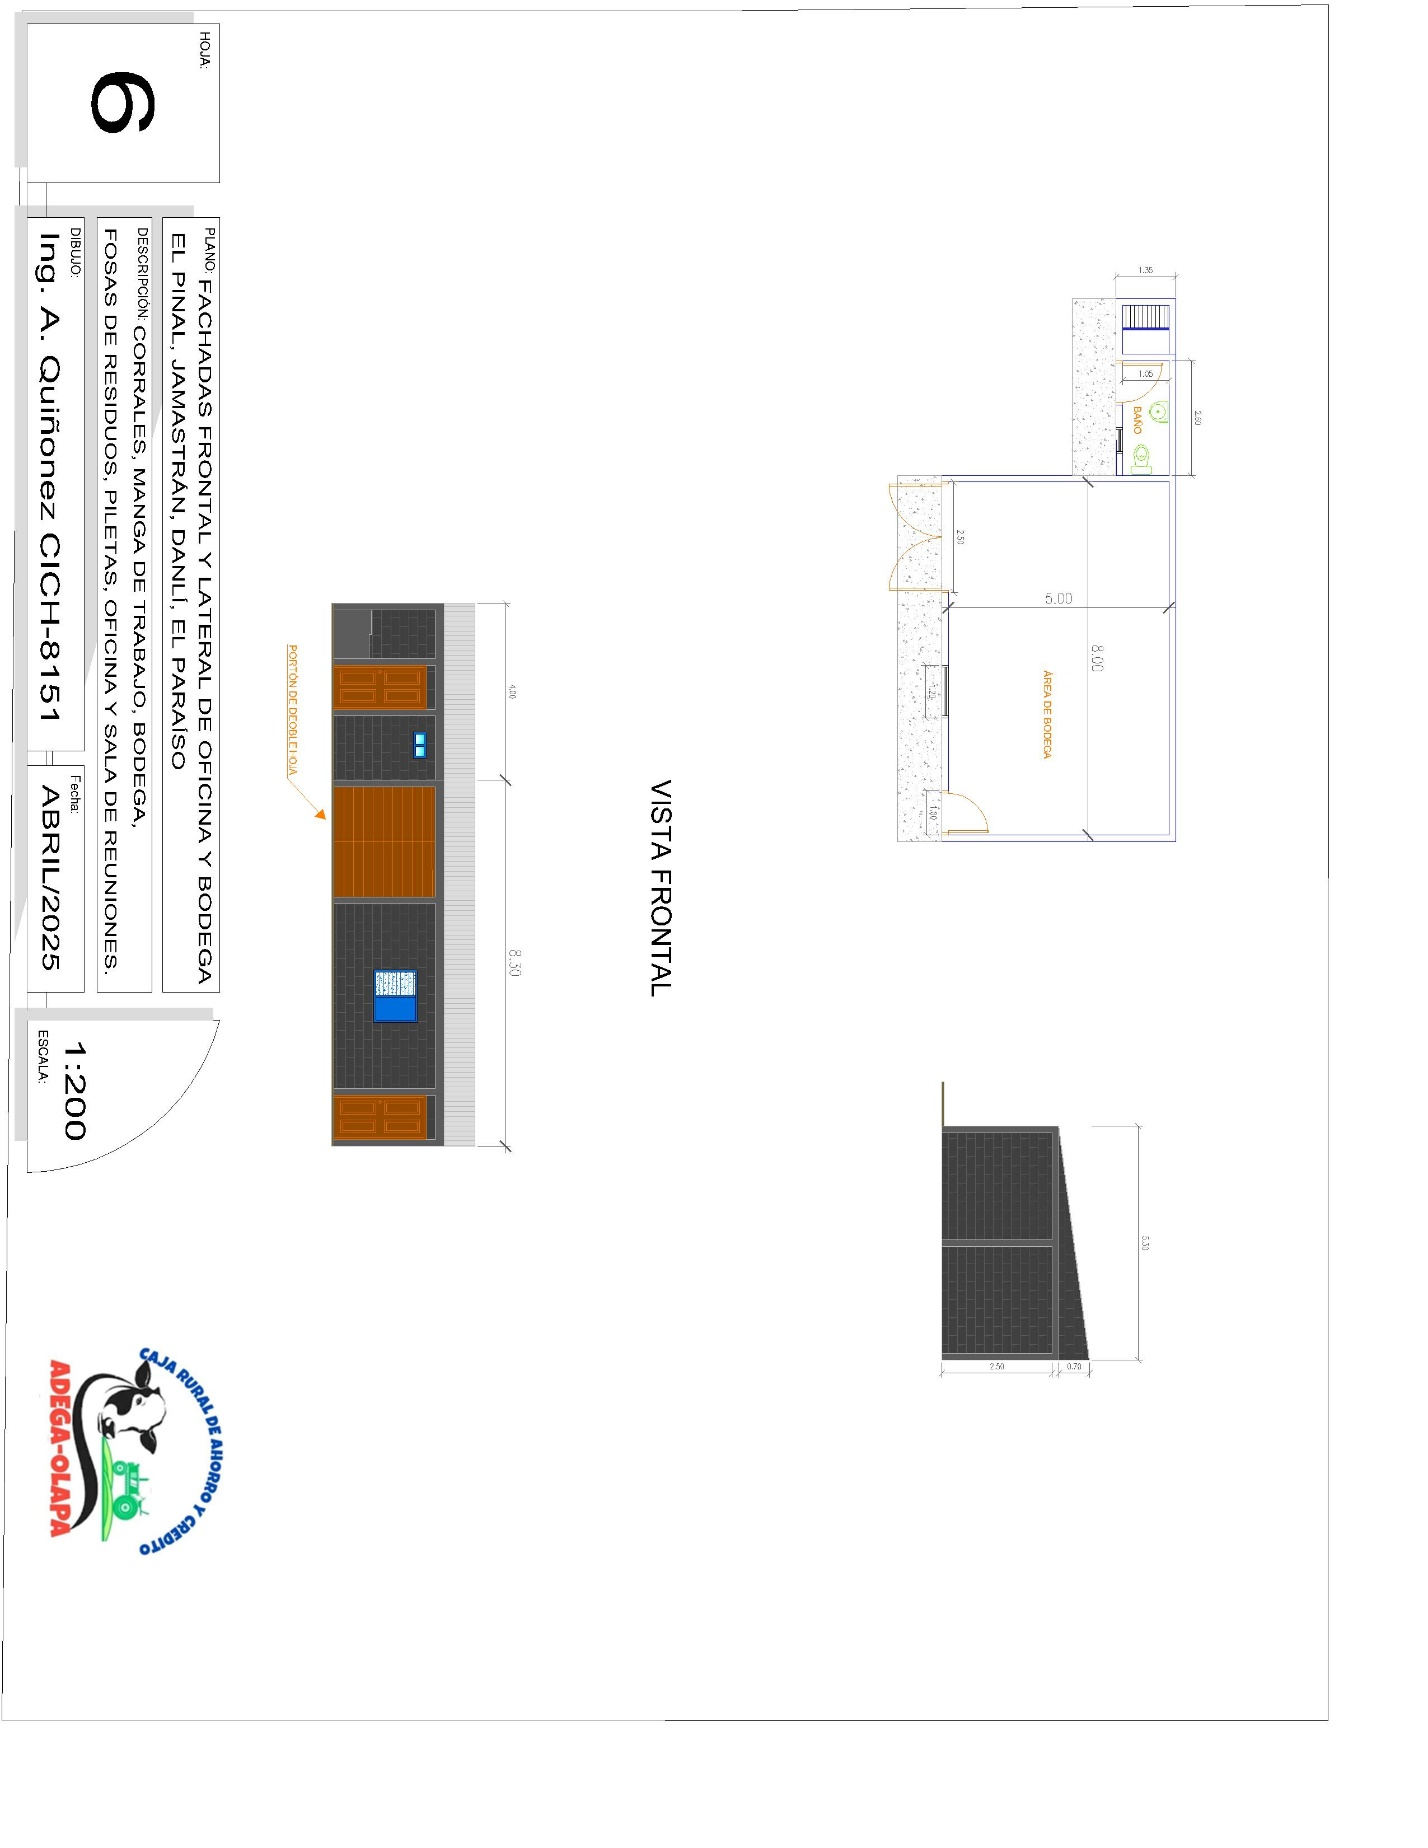 HOJA:
6
PLANO: FACHADAS FRONTAL Y LATERAL DE OFICINA Y BODEGA
EL PINAL, JAMASTRÁN, DANLÍ, EL PARAÍSO
DESCRIPCIÓN: CORRALES, MANGA DE TRABAJO, BODEGA,
FOSAS DE RESIDUOS, PILETAS, OFICINA Y SALA DE REUNIONES.
DIBUJO:
Ing. A. Quiñonez CICH-8151
Fecha:
ABRIL/2025
1:200
ESCALA:
CAJA RURAL DE AHORRO Y CREDITO
ADEGA-OLAPA
1.35
1.05
2.60
BAÑO
2.50
5.00
8.00
ÁREA DE BODEGA
1.20
1.00
VISTA FRONTAL
4.00
8.30
PORTÓN DE DEOBLE HOJA
5.30
2.50
0.70